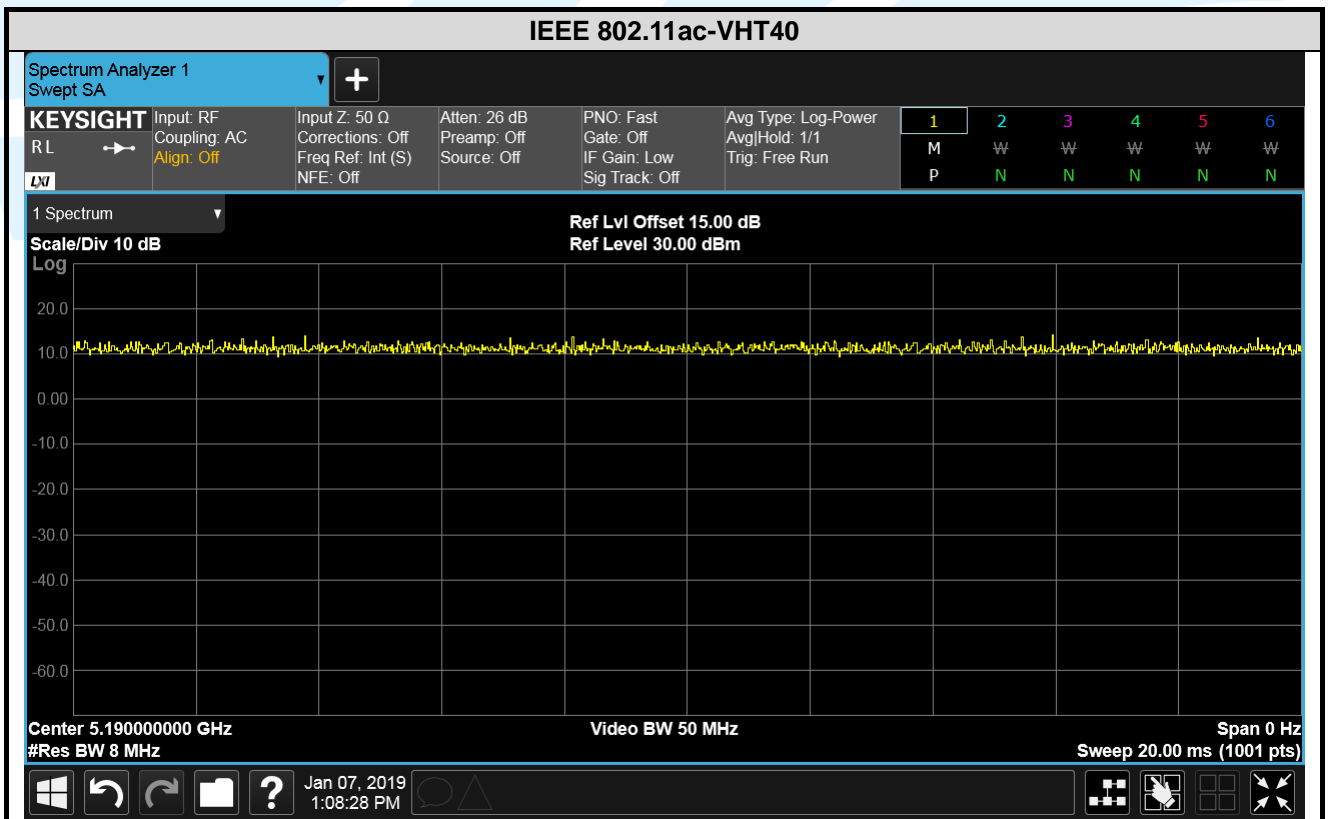 IEEE 802.11ac-VHT40
Spectrum Analyzer 1
Swept SA
KEYSIGHT
RL
LXI
Input: RF
Coupling: AC
Align: Off
Input Z: 50 Ω
Corrections: Off
Freq Ref: Int (S)
NFE: Off
Atten: 26 dB
Preamp: Off
Source: Off
PNO: Fast
Gate: Off
IF Gain: Low
Sig Track: Off
Avg Type: Log-Power
Avg|Hold: 1/1
Trig: Free Run
1 2 3 4 5 6
M W W W W W
P N N N N N
1 Spectrum
Scale/Div 10 dB
Ref Lvl Offset 15.00 dB
Ref Level 30.00 dBm
Log
20.0
10.0
0.00
-10.0
-20.0
-30.0
-40.0
-50.0
-60.0
Center 5.190000000 GHz
Video BW 50 MHz
Span 0 Hz
#Res BW 8 MHz
Sweep 20.00 ms (1001 pts)
?
Jan 07, 2019
1:08:28 PM